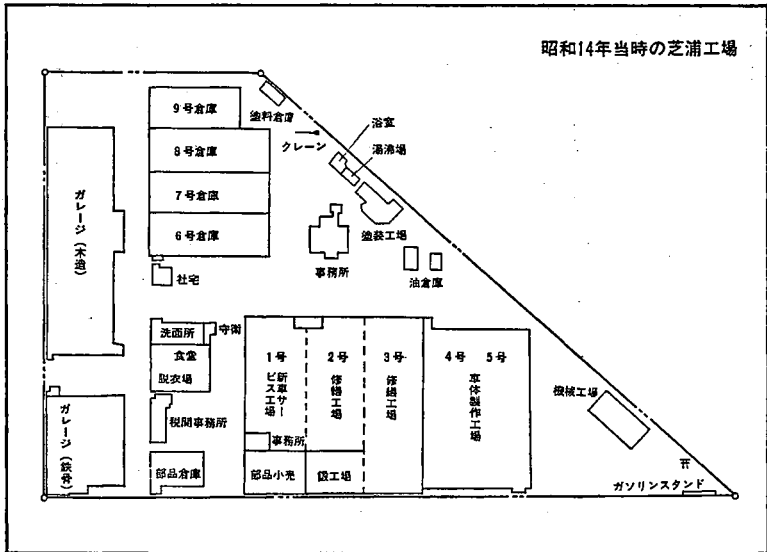 昭和14年当時の芝浦工場
9号倉庫
塗料倉庫
浴室
クレーン
湯沸場
8号倉庫
7号倉庫
6号倉庫
ガレージ(木造)
塗装工場
事務所
油倉庫
社宅
洗面所
守衛
食堂
脱衣場
1号
新車サービス工場
2号
修繕工場
3号
修繕工場
4号
5号
車体製作工場
機械工場
ガレージ(鉄骨)
税関事務所
事務所
部品倉庫
部品小売
鍛工場
ガソリンスタンド